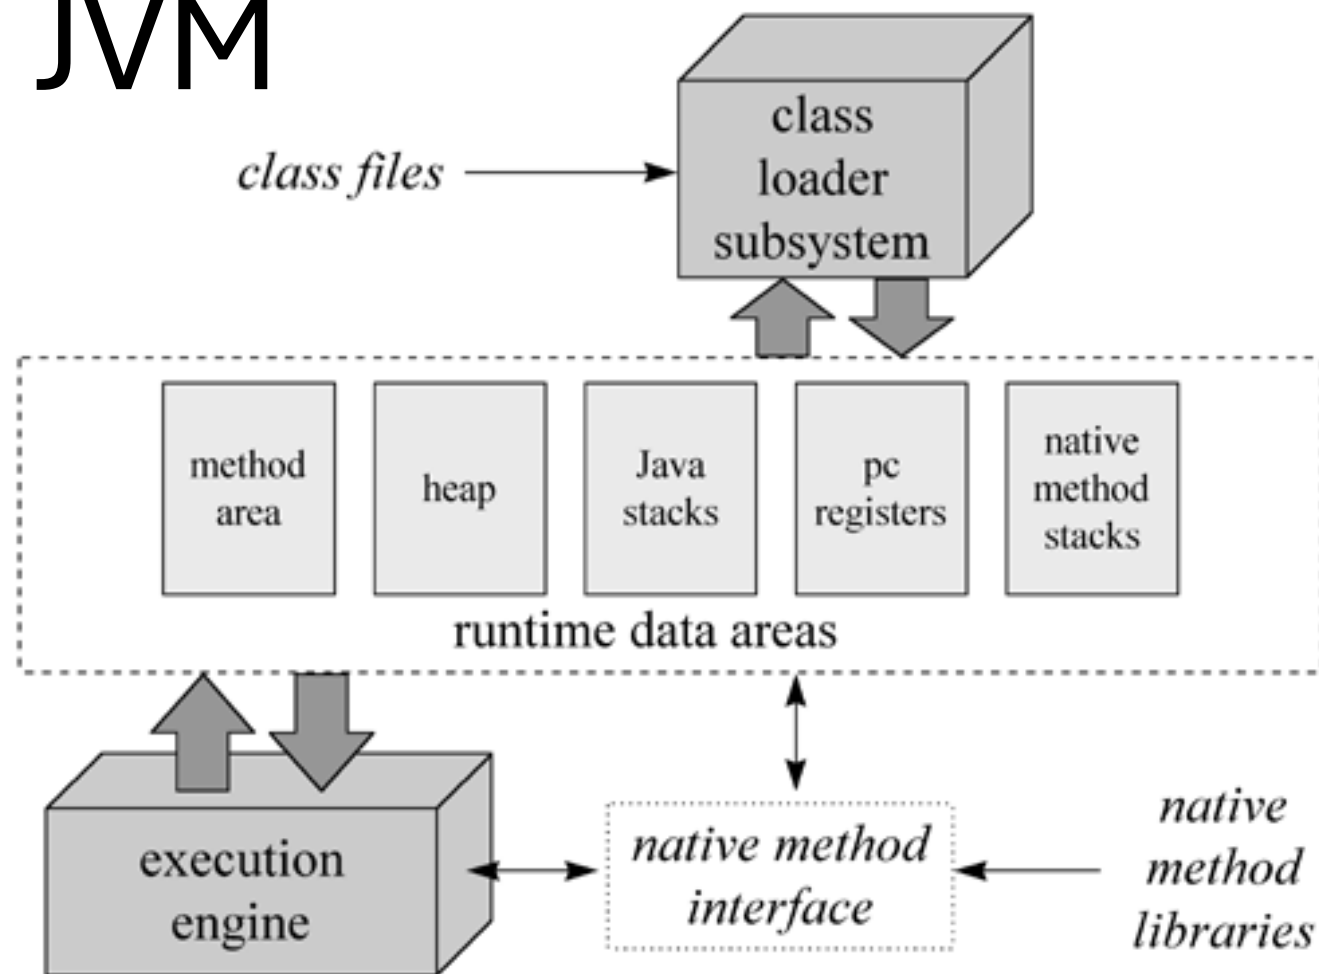 JVM
class files
class
loader
subsystem
method
area
heap
Java
stacks
pc
registers
native
method
stacks
runtime data areas
execution
engine
native method
interface
native
method
libraries